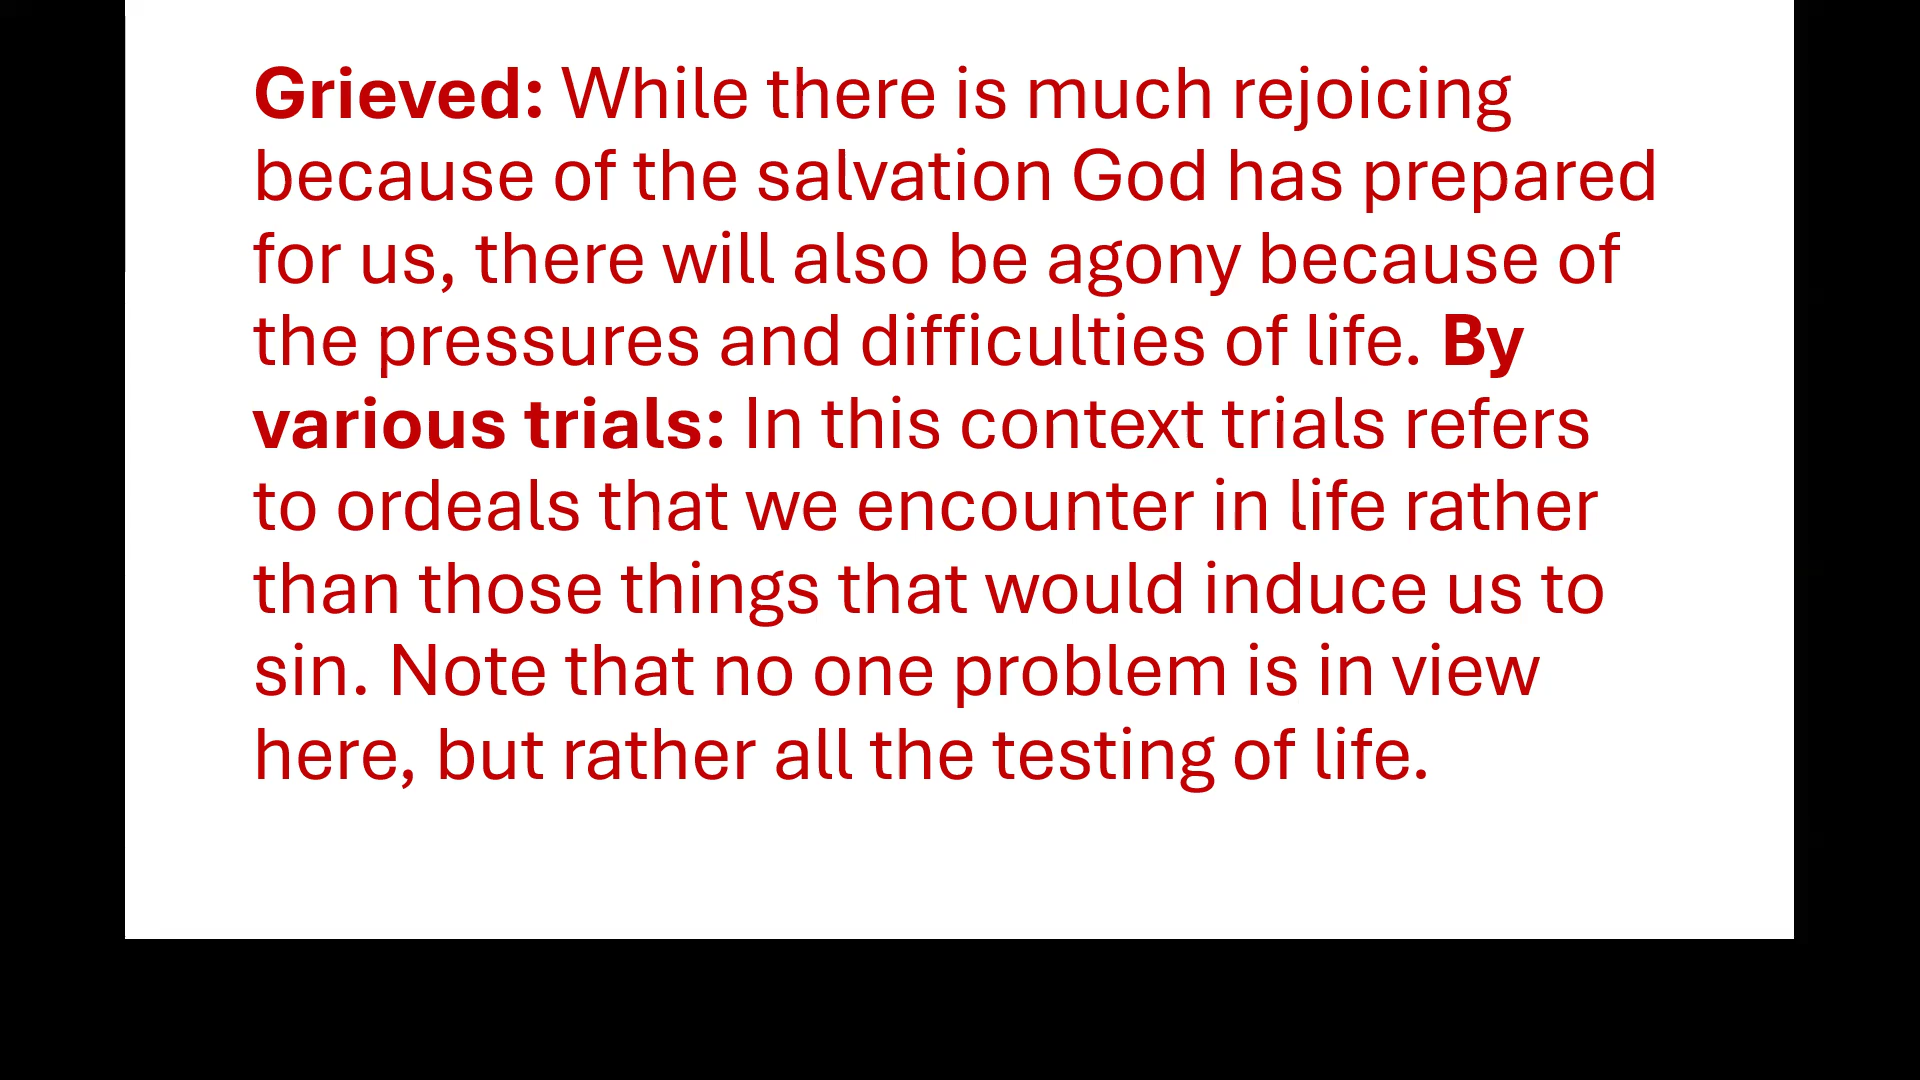 Grieved: While there is much rejoicing
because of the salvation God has prepared
for us, there will also be agony because of
the pressures and difficulties of life. By
various trials: In this context trials refers
to ordeals that we encounter in life rather
than those things that would induce us to
sin. Note that no one problem is in view
here, but rather all the testing of life.